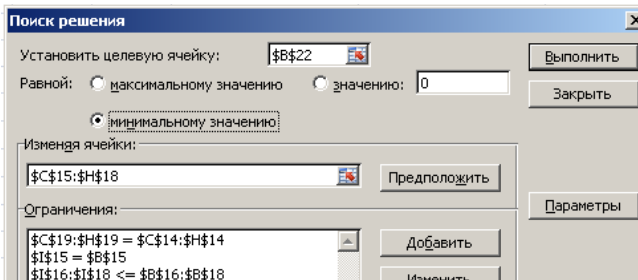 Поиск решения
Установить целевую ячейку: $B$22 Выполнить
Равной: максимальному значению значению: 0 Закрыть
минимальному значению
Изменяя ячейки:
$C$15:$H$18 Предположить
Параметры
Ограничения:
$C$19:$H$19 = $C$14:$H$14 Добавить
$I$15 = $B$15
$I$16:$I$18 <= $B$16:$B$18 Изменить